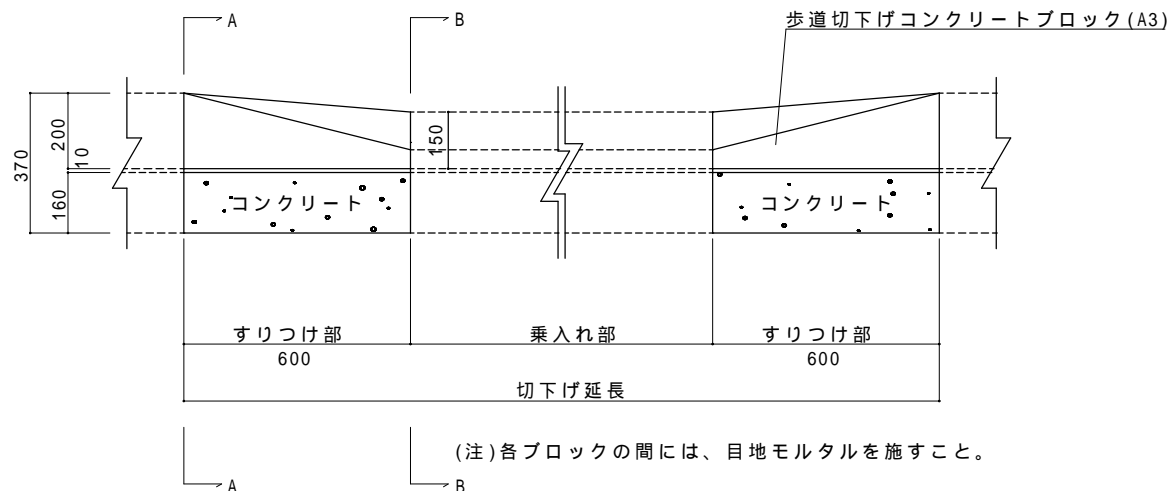 A
B
歩道切下げコンクリートブロック(A3)
370
200
10
160
150
コンクリート
コンクリート
すりつけ部
乗入れ部
すりつけ部
600
600
切下げ延長
(注)各ブロックの間には、目地モルタルを施すこと。
A
B